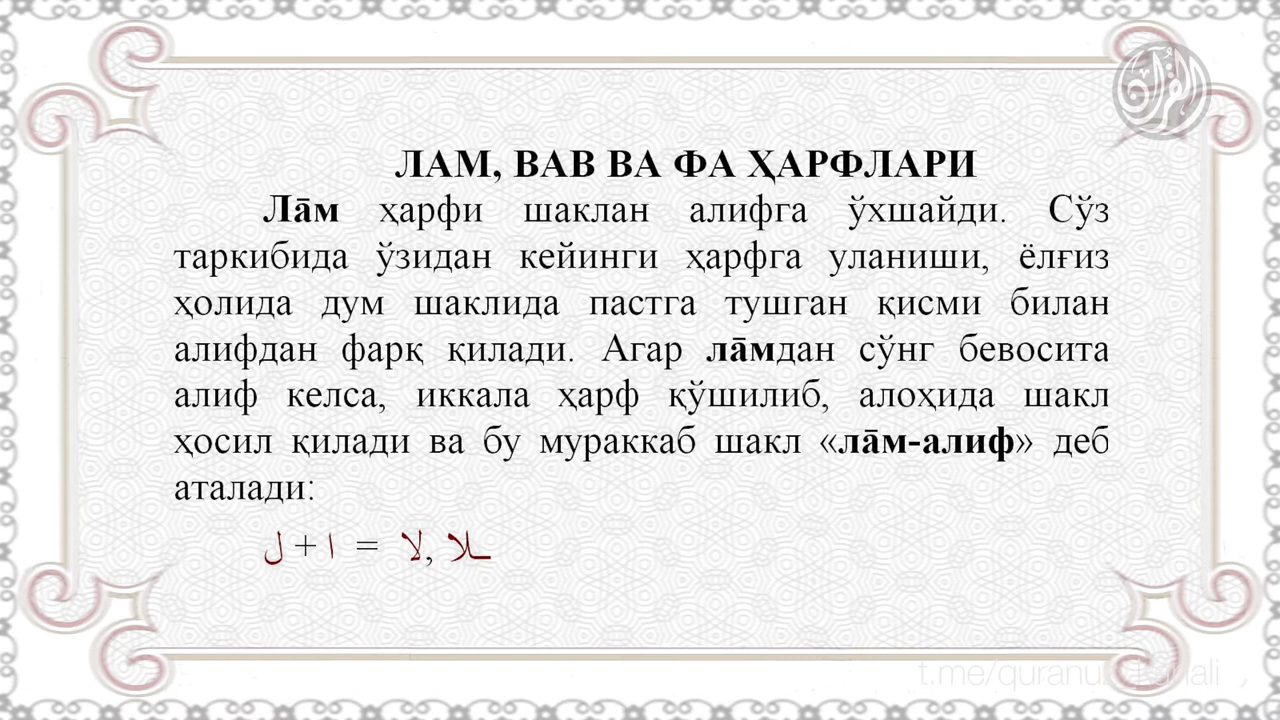 القرآن
ЛАМ, ВАВ ВА ФА ҲАРФЛАРИ
Ла̄м ҳарфи шаклан алифга ўхшайди. Сўз
таркибида ўзидан кейинги ҳарфга уланиши, ёлғиз
ҳолида дум шаклида пастга тушган қисми билан
алифдан фарқ қилади. Агар ла̄мдан сўнг бевосита
алиф келса, иккала ҳарф қўшилиб, алоҳида шакл
ҳосил қилади ва бу мураккаб шакл «ла̄м-алиф» деб
аталади:
ل + ا = لا, ـلا